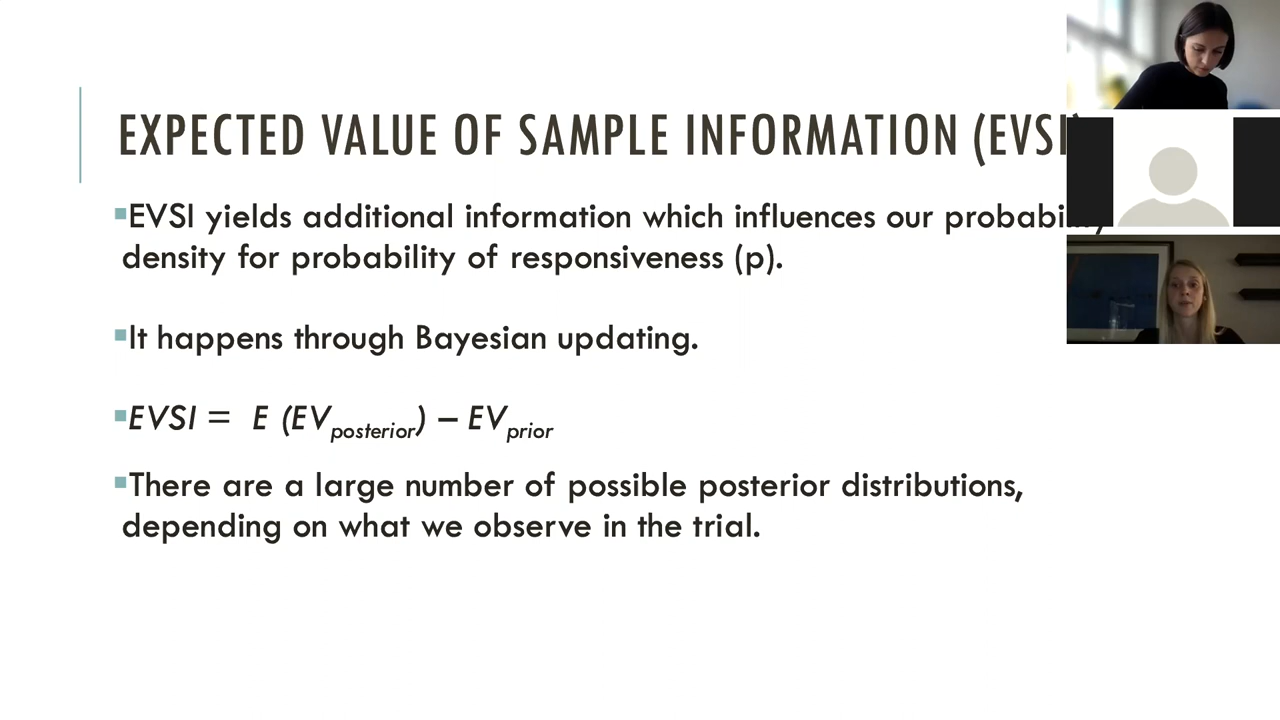 EXPECTED VALUE OF SAMPLE INFORMATION (EVSI)
▪EVSI yields additional information which influences our probability
density for probability of responsiveness (p).
▪It happens through Bayesian updating.
▪EVSI = E (EVposterior) – EVprior
▪There are a large number of possible posterior distributions,
depending on what we observe in the trial.